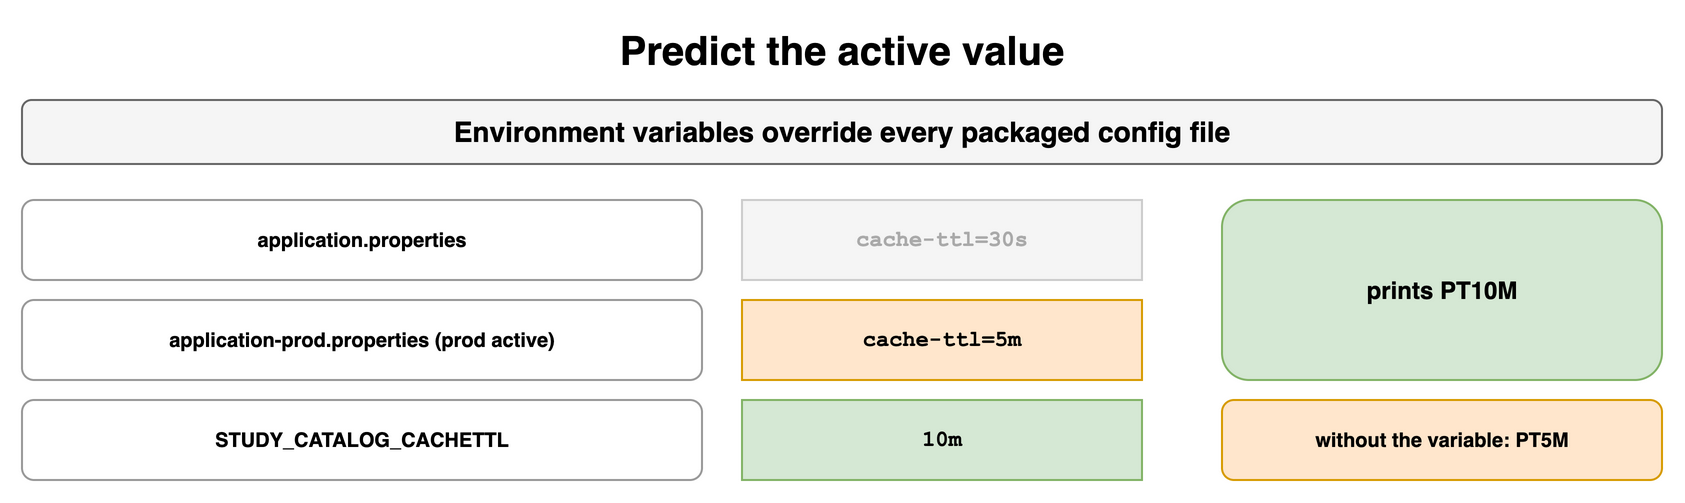 Predict the active value
Environment variables override every packaged config file
application.properties
cache-ttl=30s
prints PT10M
application-prod.properties (prod active)
cache-ttl=5m
STUDY_CATALOG_CACHETTL
10m
without the variable: PT5M